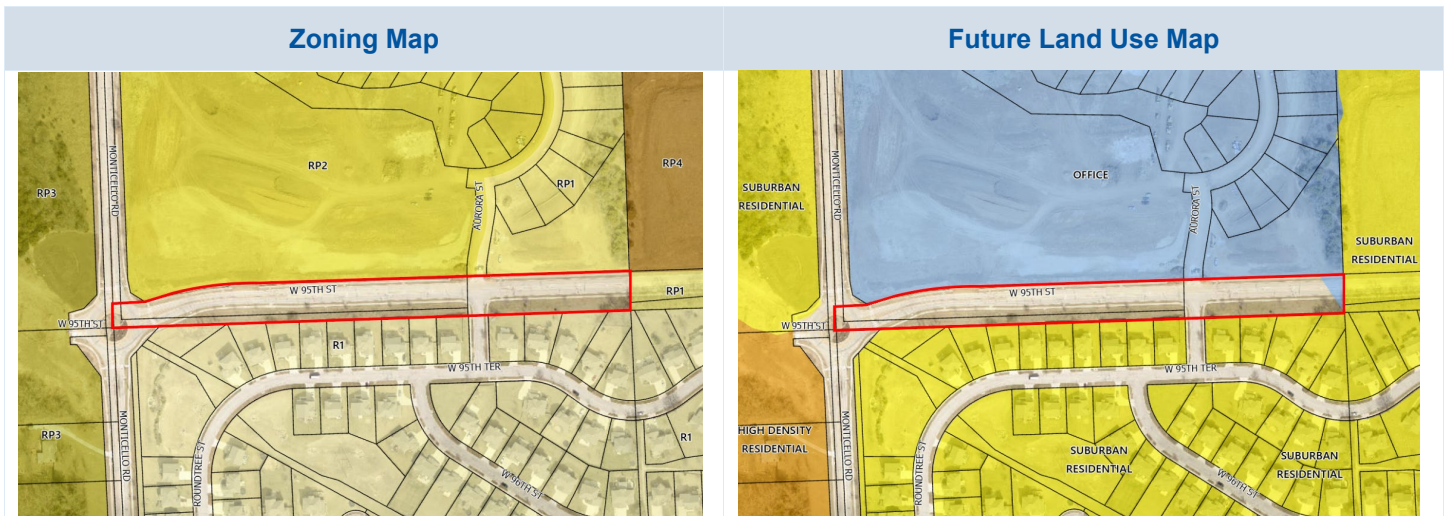 Zoning Map
RP3
MONTICELLO RD
RP2
AURORA ST
RP1
RP4
W 95TH ST
RP1
W 95TH ST
R1
W 95TH TER
RP3
MONTICELLO RD
ROUNDTREE ST
W 96TH ST
R1
Future Land Use Map
SUBURBAN
RESIDENTIAL
MONTICELLO RD
OFFICE
AURORA ST
SUBURBAN
RESIDENTIAL
W 95TH ST
W 95TH ST
W 95TH TER
HIGH DENSITY
RESIDENTIAL
MONTICELLO RD
ROUNDTREE ST
SUBURBAN
RESIDENTIAL
SUBURBAN
RESIDENTIAL
W 96TH ST